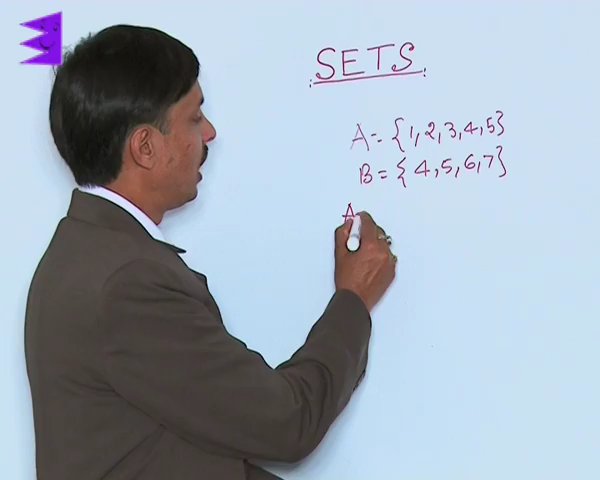 SETS
A = {1,2,3,4,5}
B = {4,5,6,7}
A